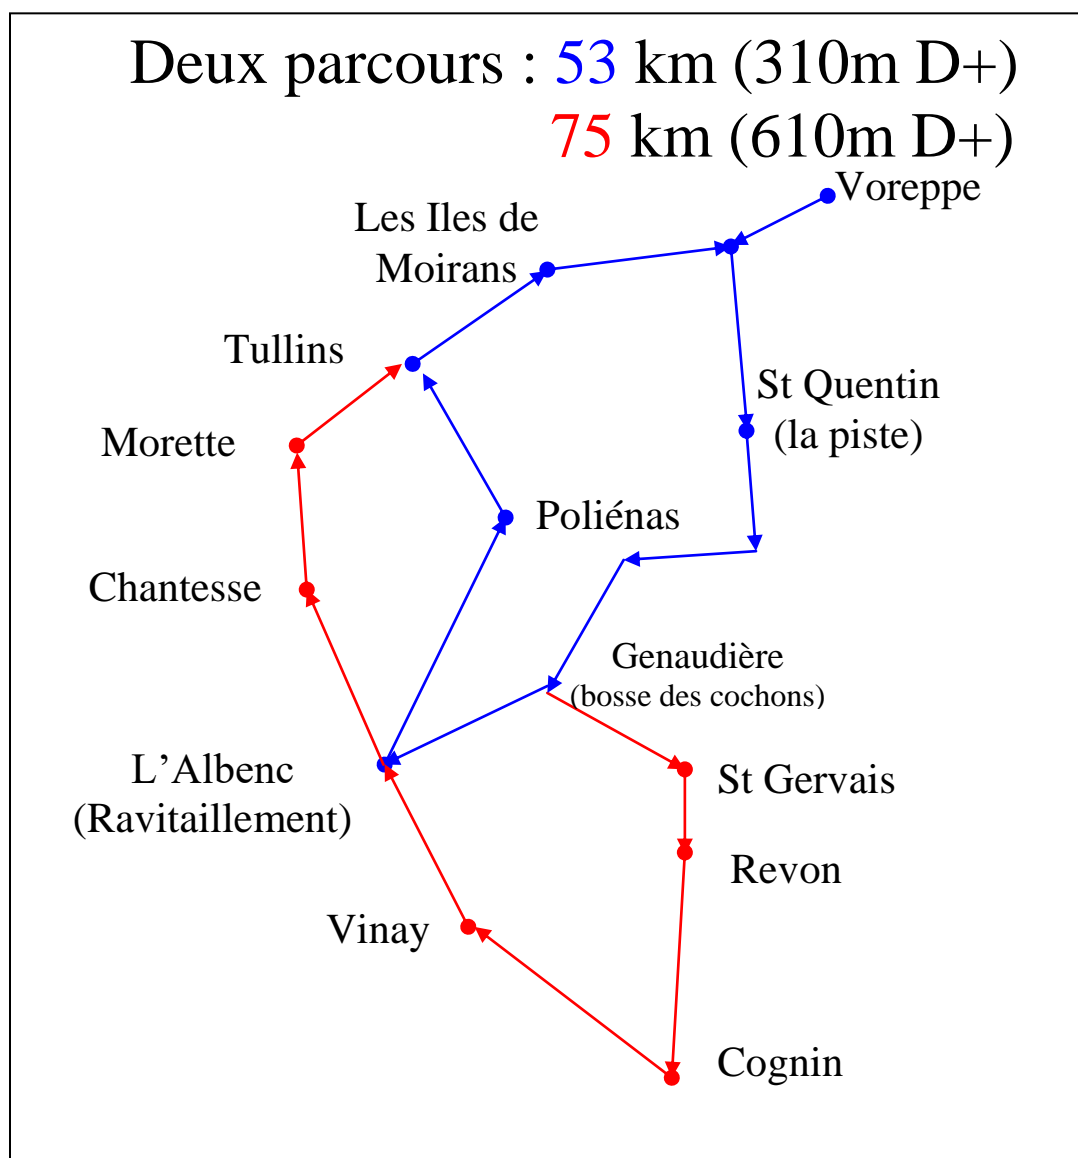 Deux parcours : 53 km (310m D+)
75 km (610m D+)
Voreppe
Les Iles de
Moirans
Tullins
St Quentin
(la piste)
Morette
Poliénas
Chantesse
Genaudière
(bosse des cochons)
L'Albenc
(Ravitaillement)
St Gervais
Revon
Vinay
Cognin